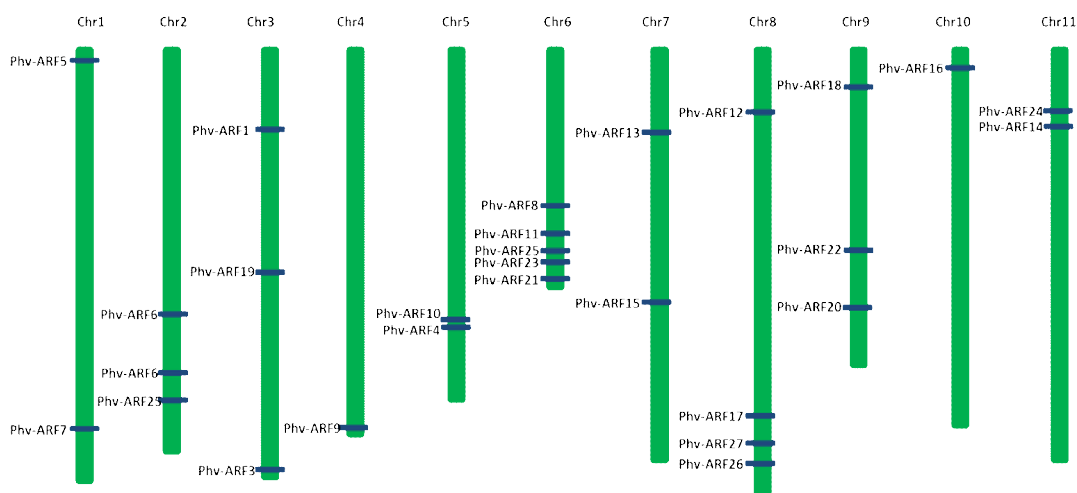 Chr1 Chr2 Chr3 Chr4 Chr5 Chr6 Chr7 Chr8 Chr9 Chr10 Chr11
Phv-ARF5
Phv-ARF7
Phv-ARF6
Phv-ARF6
Phv-ARF25
Phv-ARF1
Phv-ARF19
Phv-ARF3
Phv-ARF9
Phv-ARF10
Phv-ARF4
Phv-ARF8
Phv-ARF11
Phv-ARF25
Phv-ARF23
Phv-ARF21
Phv-ARF13
Phv-ARF15
Phv-ARF12
Phv-ARF17
Phv-ARF27
Phv-ARF26
Phv-ARF18
Phv-ARF22
Phv-ARF20
Phv-ARF16
Phv-ARF24
Phv-ARF14